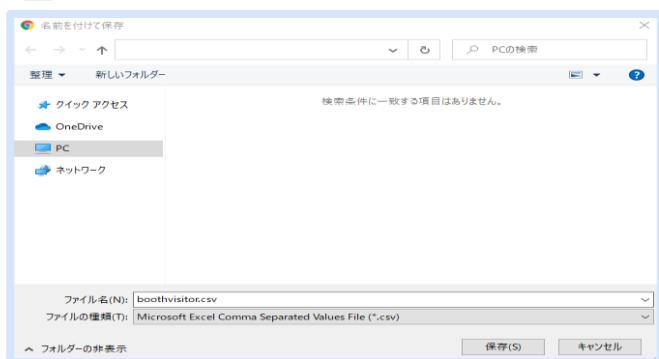 名前を付けて保存
PCの検索
整理 新しいフォルダー
クイック アクセス
検索条件に一致する項目はありません。
OneDrive
PC
ネットワーク
ファイル名(N): boothvisitor.csv
ファイルの種類(T): Microsoft Excel Comma Separated Values File (*.csv)
フォルダーの非表示 保存(S) キャンセル